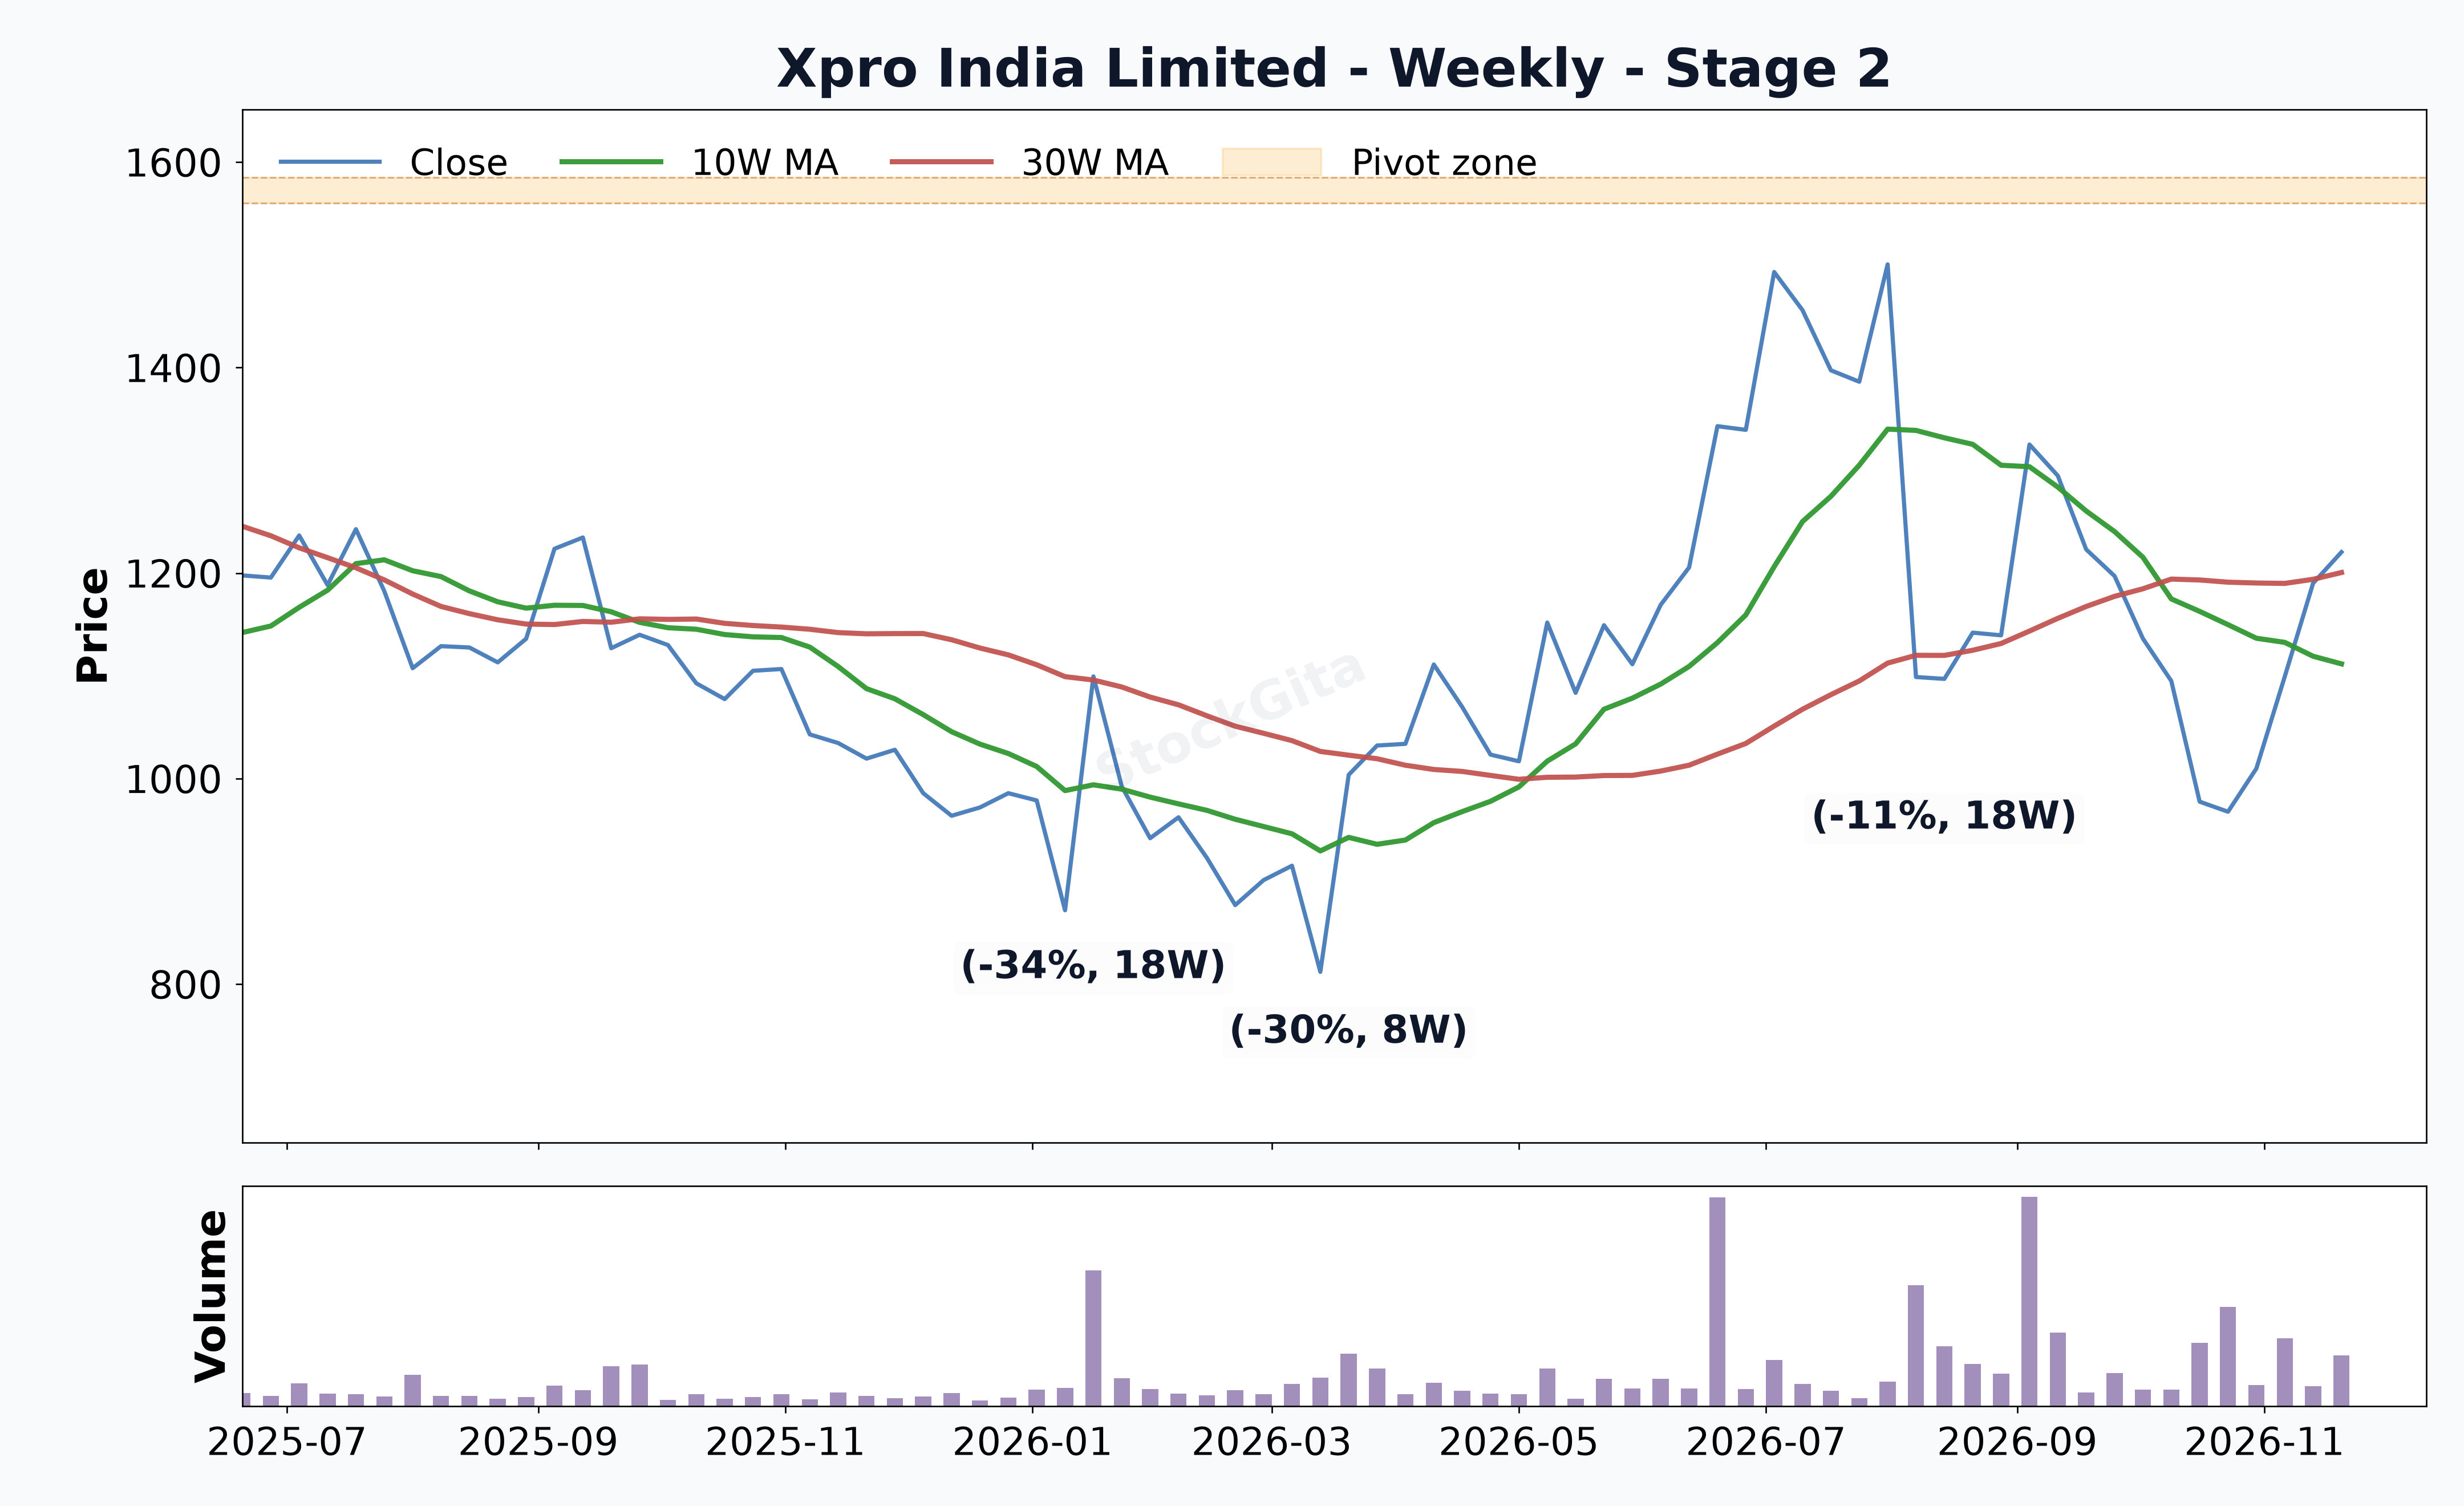 Xpro India Limited - Weekly - Stage 2
Close 10W MA 30W MA Pivot zone
Price
1600
1400
1200
1000
800
StockGita
(-11%, 18W)
(-34%, 18W)
(-30%, 8W)
Volume
2025-07 2025-09 2025-11 2026-01 2026-03 2026-05 2026-07 2026-09 2026-11